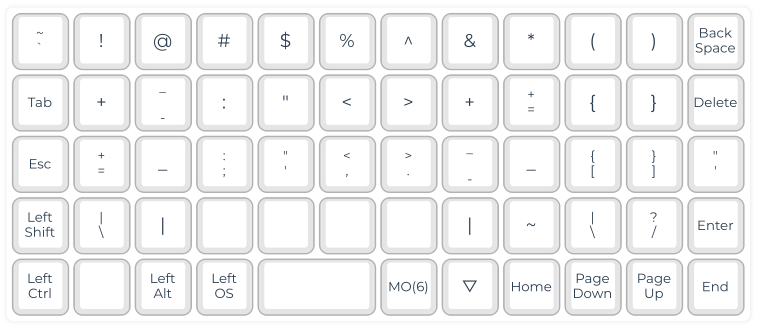 ~ ! @ # $ % ^ & * ( ) Back
` Space
Tab + _ : " < > + + { } Delete
- =
Esc + _ : " < > _ _ { } "
= ; ' , . - [ ] '
Left | | | ~ | ? Enter
Shift \ \ /
Left Left Left MO(6) ▽ Home Page Page End
Ctrl Alt OS Down Up